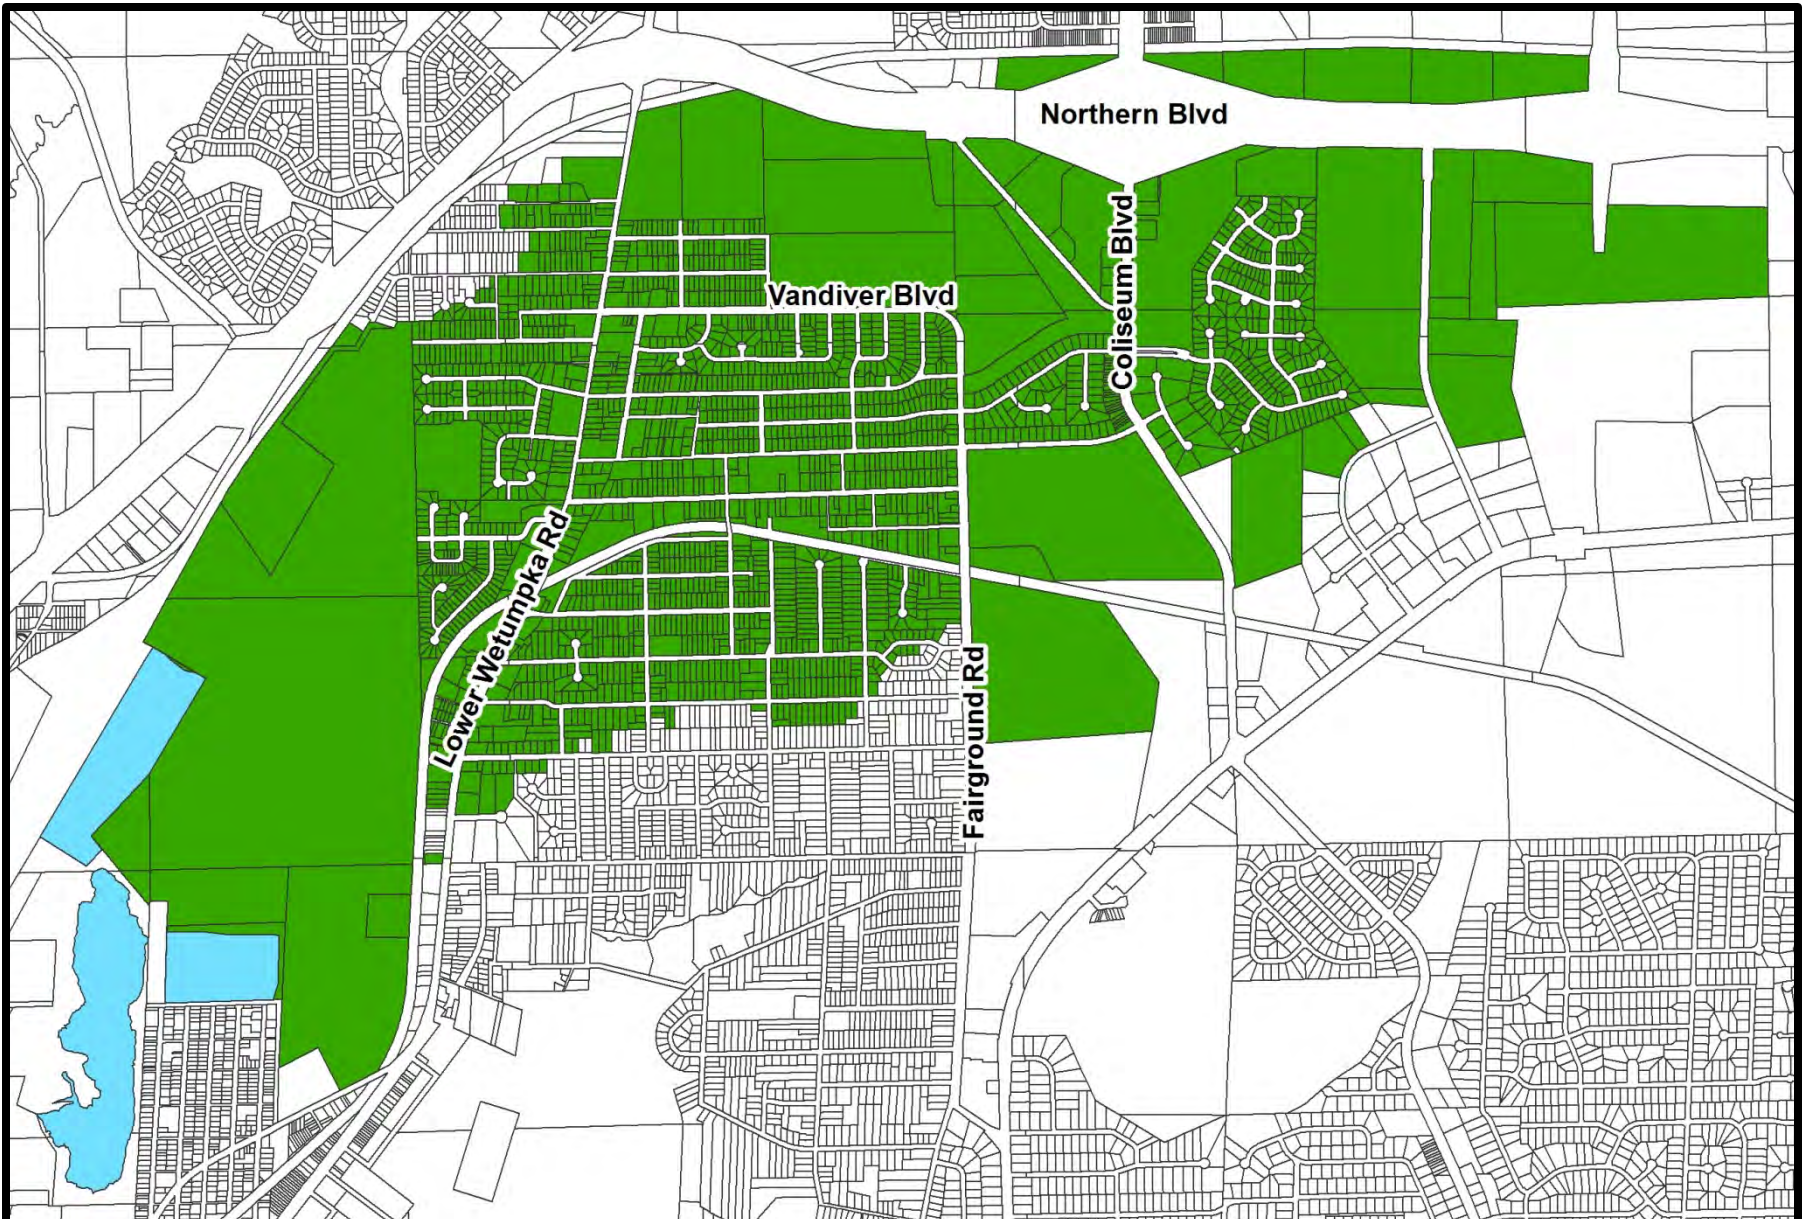 Northern Blvd
Coliseum Blvd
Vandiver Blvd
Lower Wetumpka Rd
Fairground Rd